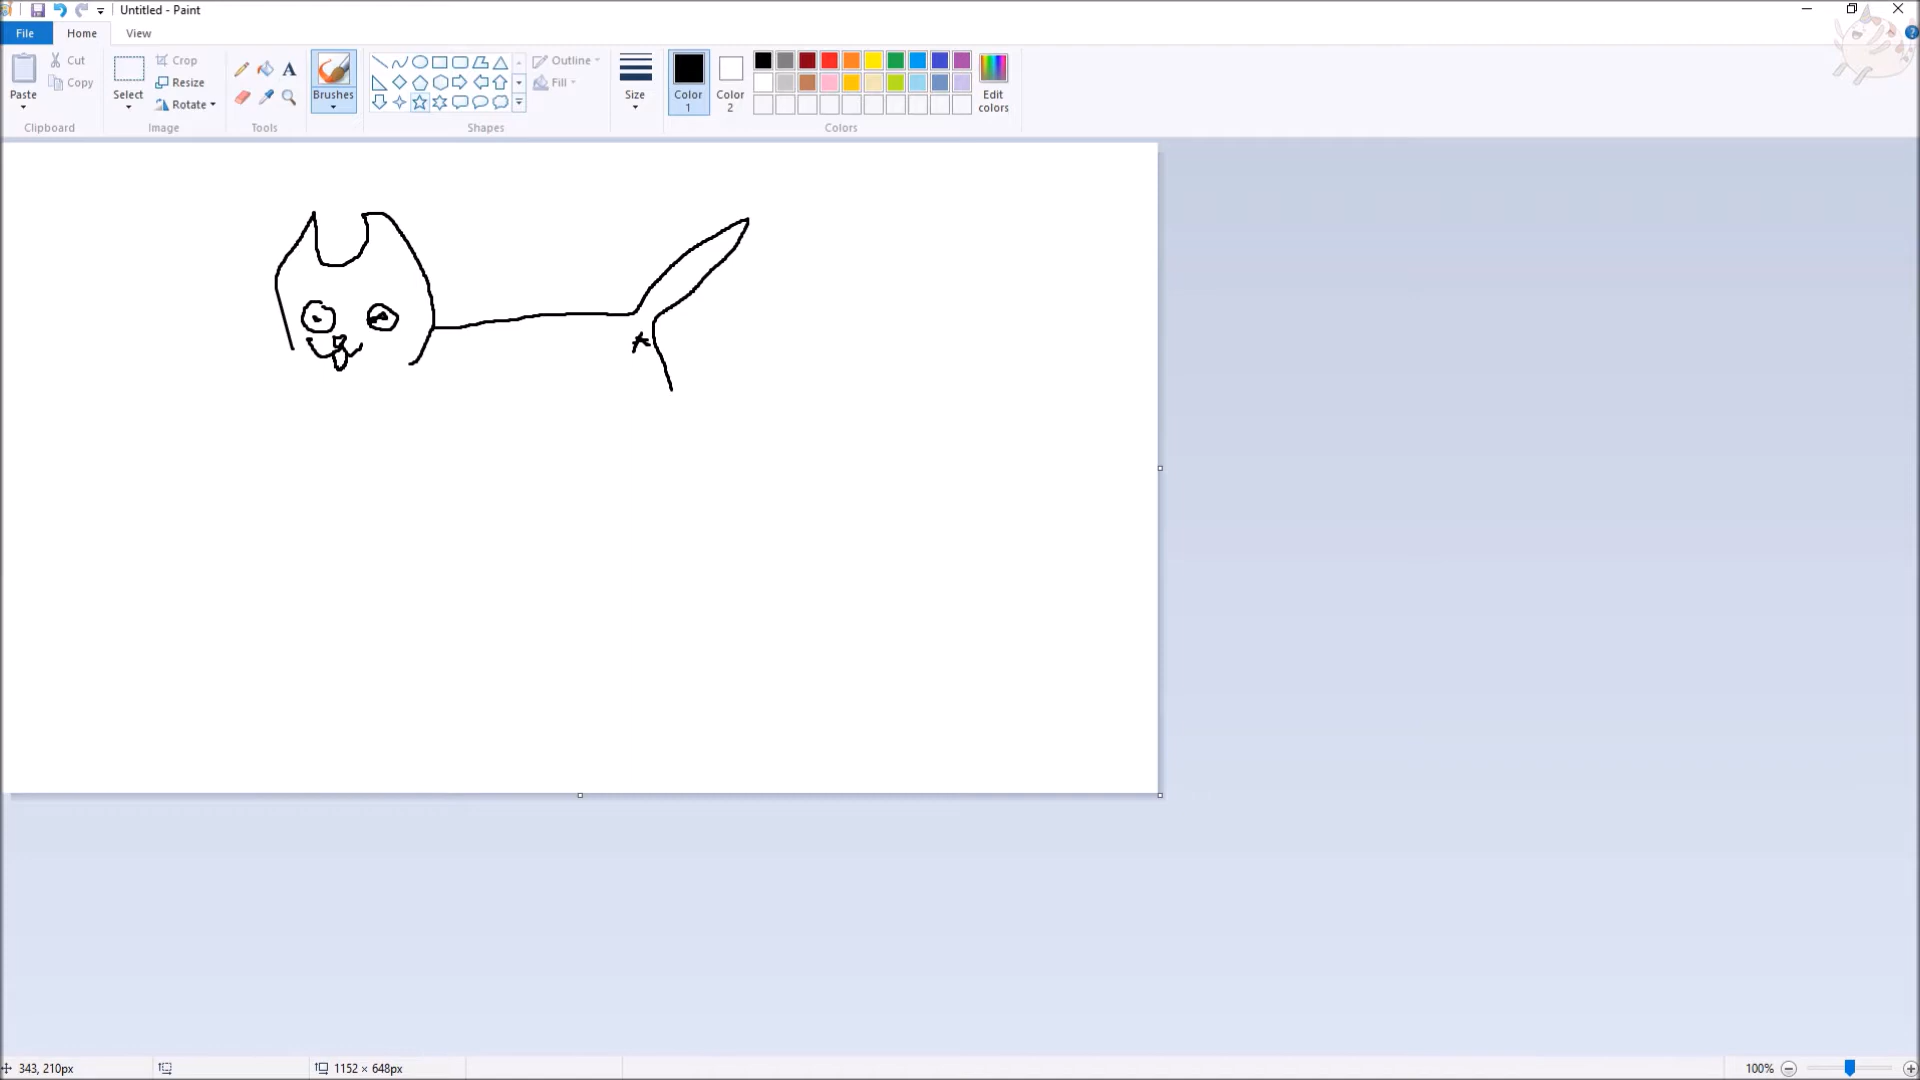 Untitled - Paint
File Home View
Paste
Cut
Copy
Clipboard
Select
Crop
Resize
Rotate
Image
A
Tools
Brushes
Shapes
Outline
Fill
Size
Color 1
Color 2
Edit colors
Colors
343, 210px
1152 × 648px
100%